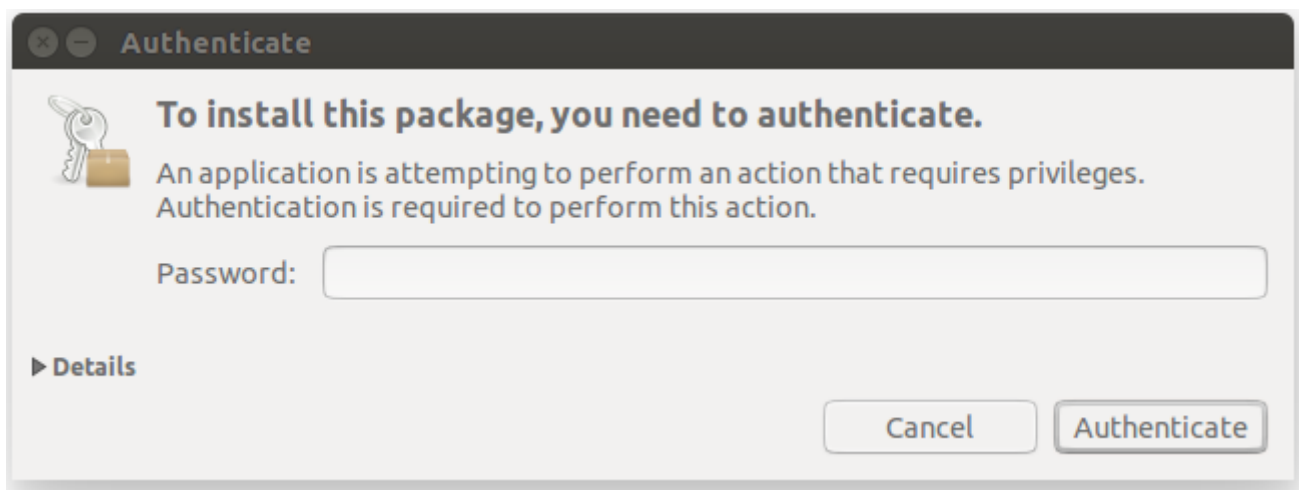 Authenticate
To install this package, you need to authenticate.
An application is attempting to perform an action that requires privileges.
Authentication is required to perform this action.
Password:
Details
Cancel
Authenticate